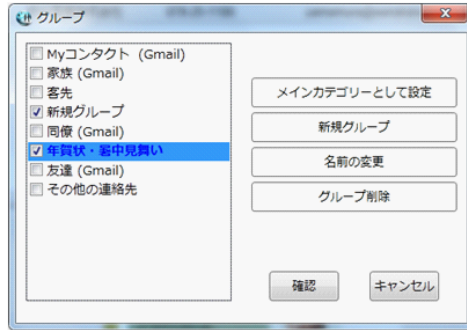 グループ
Myコンタクト (Gmail)
家族 (Gmail)
客先
新規グループ
同僚 (Gmail)
年賀状・暑中見舞い
友達 (Gmail)
その他の連絡先
メインカテゴリーとして設定
新規グループ
名前の変更
グループ削除
確認
キャンセル